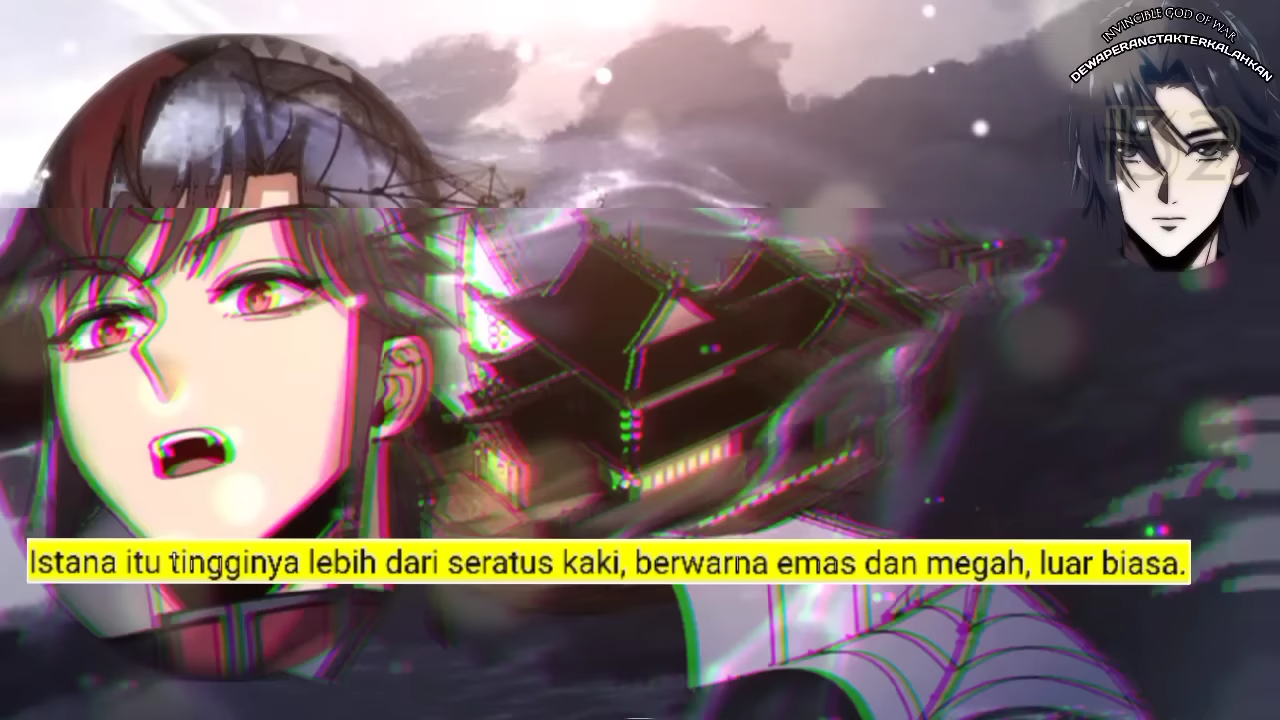 INVINCIBLE GOD OF WAR
DEWAPERANGTAKTERKALAHKAN
Istana itu tingginya lebih dari seratus kaki, berwarna emas dan megah, luar biasa.